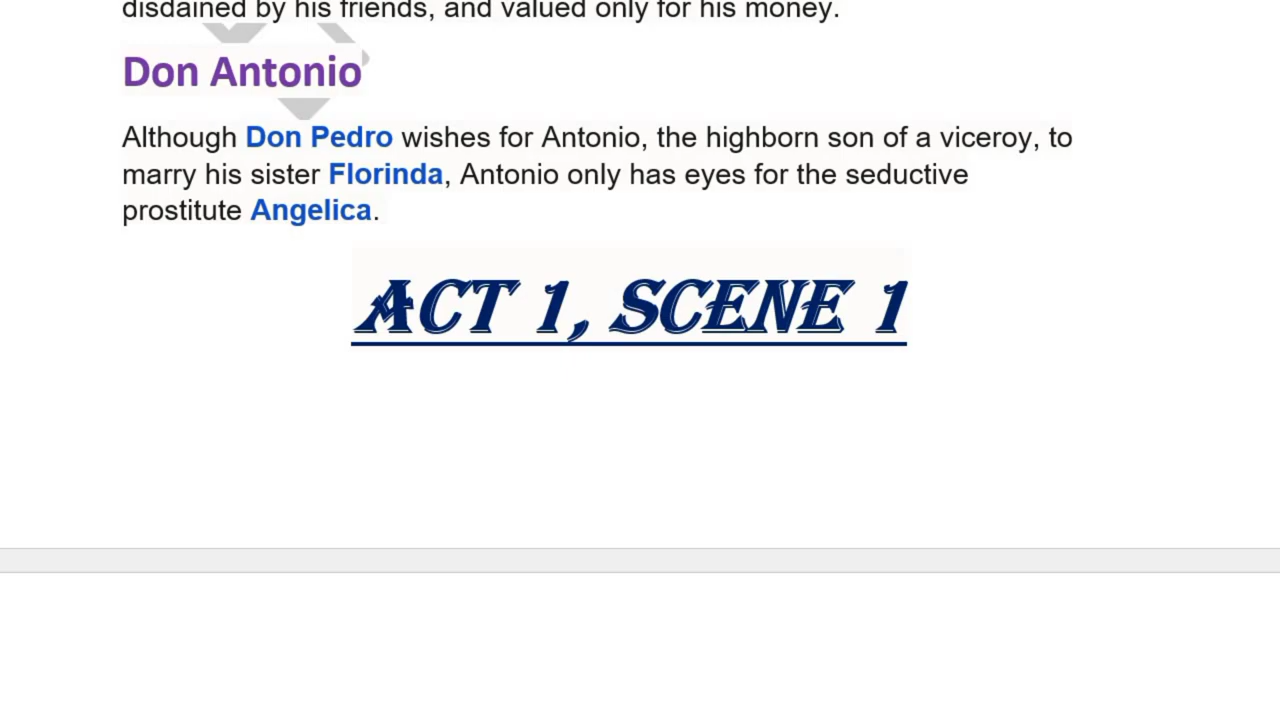 disdained by his friends, and valued only for his money.
Don Antonio
Although Don Pedro wishes for Antonio, the highborn son of a viceroy, to
marry his sister Florinda, Antonio only has eyes for the seductive
prostitute Angelica.
ACT 1, SCENE 1